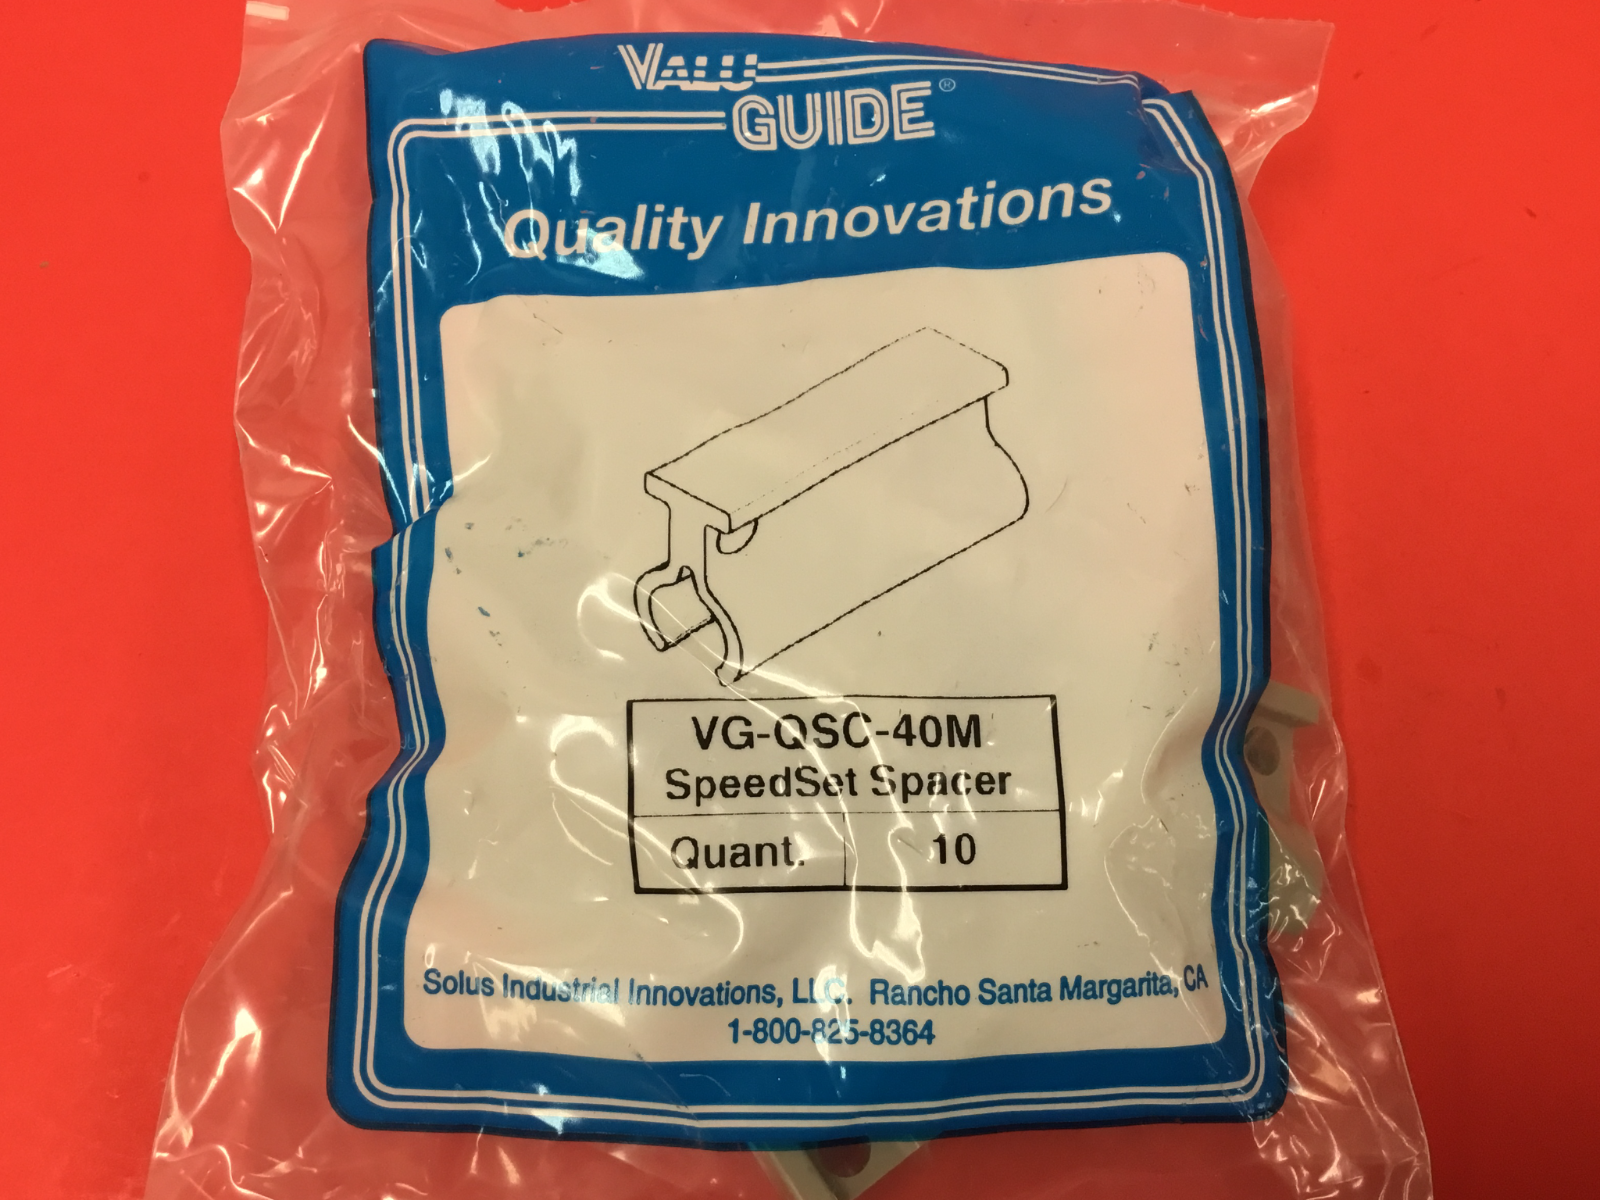 VALU
GUIDE®
Quality Innovations
VG-QSC-40M
SpeedSet Spacer
Quant. 10
Solus Industrial Innovations, LLC. Rancho Santa Margarita, CA
1-800-825-8364